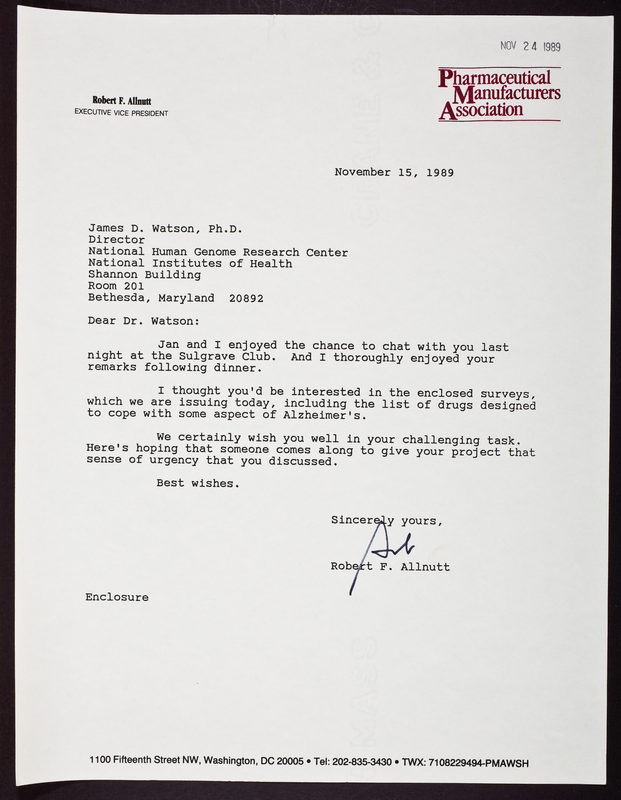 NOV 24 1989
Pharmaceutical
Manufacturers
Association
Robert F. Allnutt
EXECUTIVE VICE PRESIDENT
November 15, 1989
James D. Watson, Ph.D.
Director
National Human Genome Research Center
National Institutes of Health
Shannon Building
Room 201
Bethesda, Maryland 20892
Dear Dr. Watson:
Jan and I enjoyed the chance to chat with you last
night at the Sulgrave Club. And I thoroughly enjoyed your
remarks following dinner.
I thought you'd be interested in the enclosed surveys,
which we are issuing today, including the list of drugs designed
to cope with some aspect of Alzheimer's.
We certainly wish you well in your challenging task.
Here's hoping that someone comes along to give your project that
sense of urgency that you discussed.
Best wishes.
Sincerely yours,
Robert F. Allnutt
Enclosure
1100 Fifteenth Street NW, Washington, DC 20005 • Tel: 202-835-3430 • TWX: 7108229494-PMAWSH